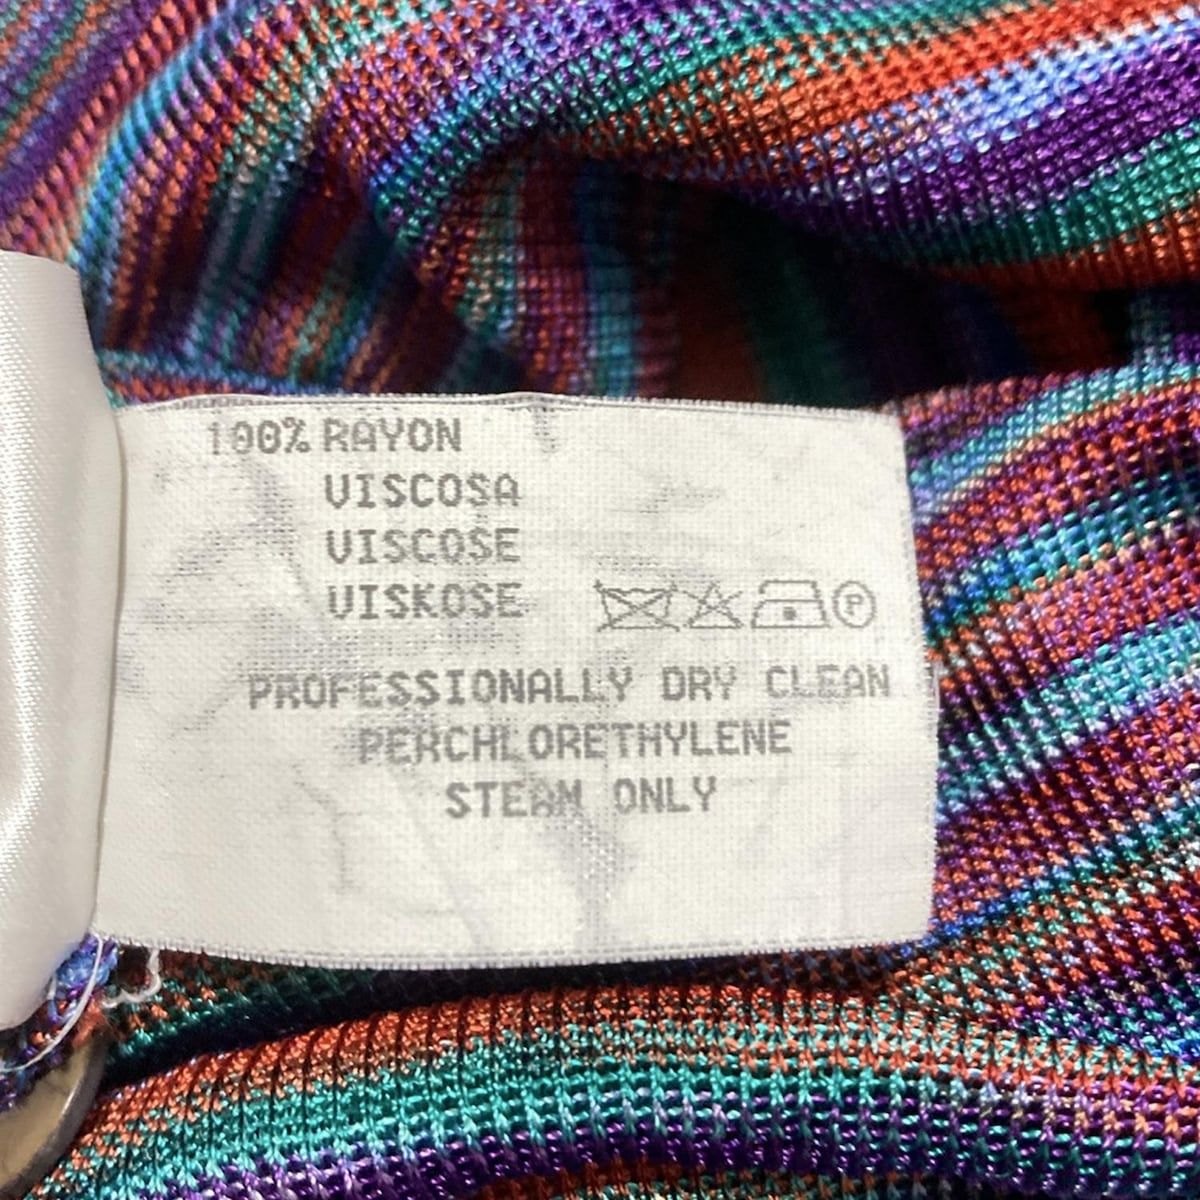 100% RAYON
VISCOSA
VISCOSE
VISKOSE
P
PROFESSIONALLY DRY CLEAN
PERCHLORETHYLENE
STEAM ONLY